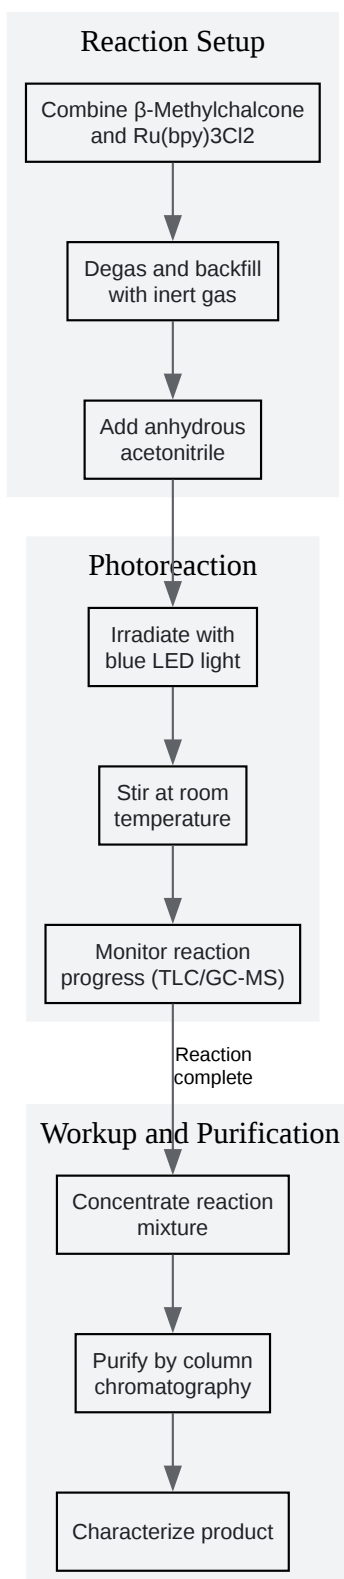 Reaction Setup
Combine β-Methylchalcone
and Ru(bpy)3Cl2
Degas and backfill
with inert gas
Add anhydrous
acetonitrile
Photoreaction
Irradiate with
blue LED light
Stir at room
temperature
Monitor reaction
progress (TLC/GC-MS)
Reaction
complete
Workup and Purification
Concentrate reaction
mixture
Purify by column
chromatography
Characterize product